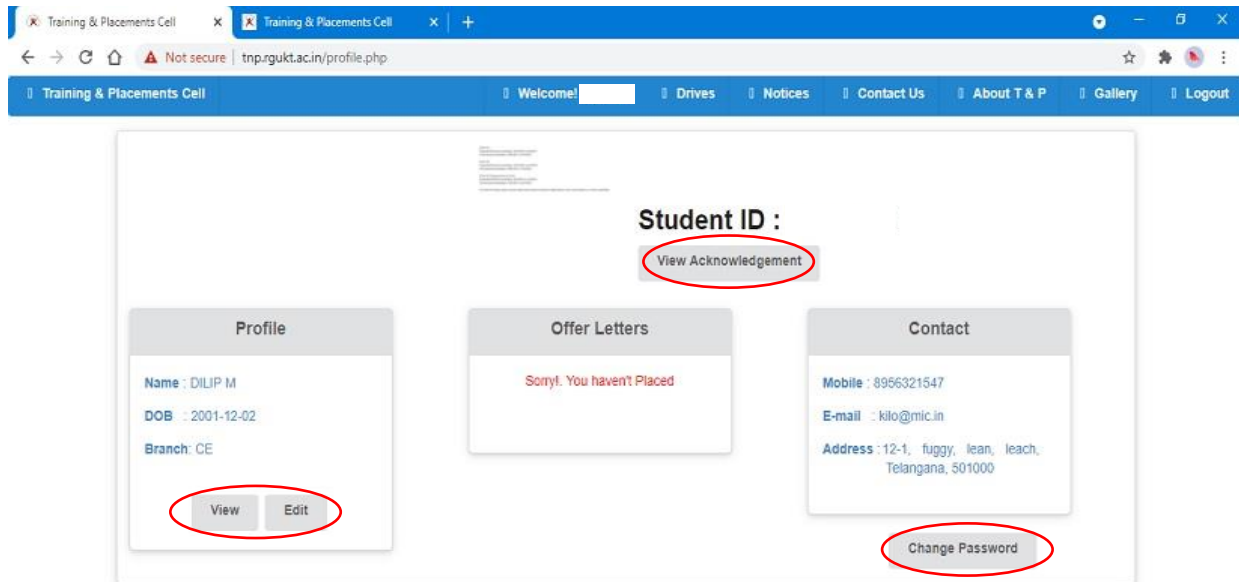 Training & Placements Cell
Training & Placements Cell
Not secure | tnp.rgukt.ac.in/profile.php
Training & Placements Cell Welcome! Drives Notices Contact Us About T & P Gallery Logout
Student ID :
View Acknowledgement
Profile
Name : DILIP M
DOB : 2001-12-02
Branch: CE
View Edit
Offer Letters
Sorry!. You haven't Placed
Contact
Mobile : 8956321547
E-mail : kilo@mic.in
Address : 12-1, fuggy, lean, leach,
Telangana, 501000
Change Password